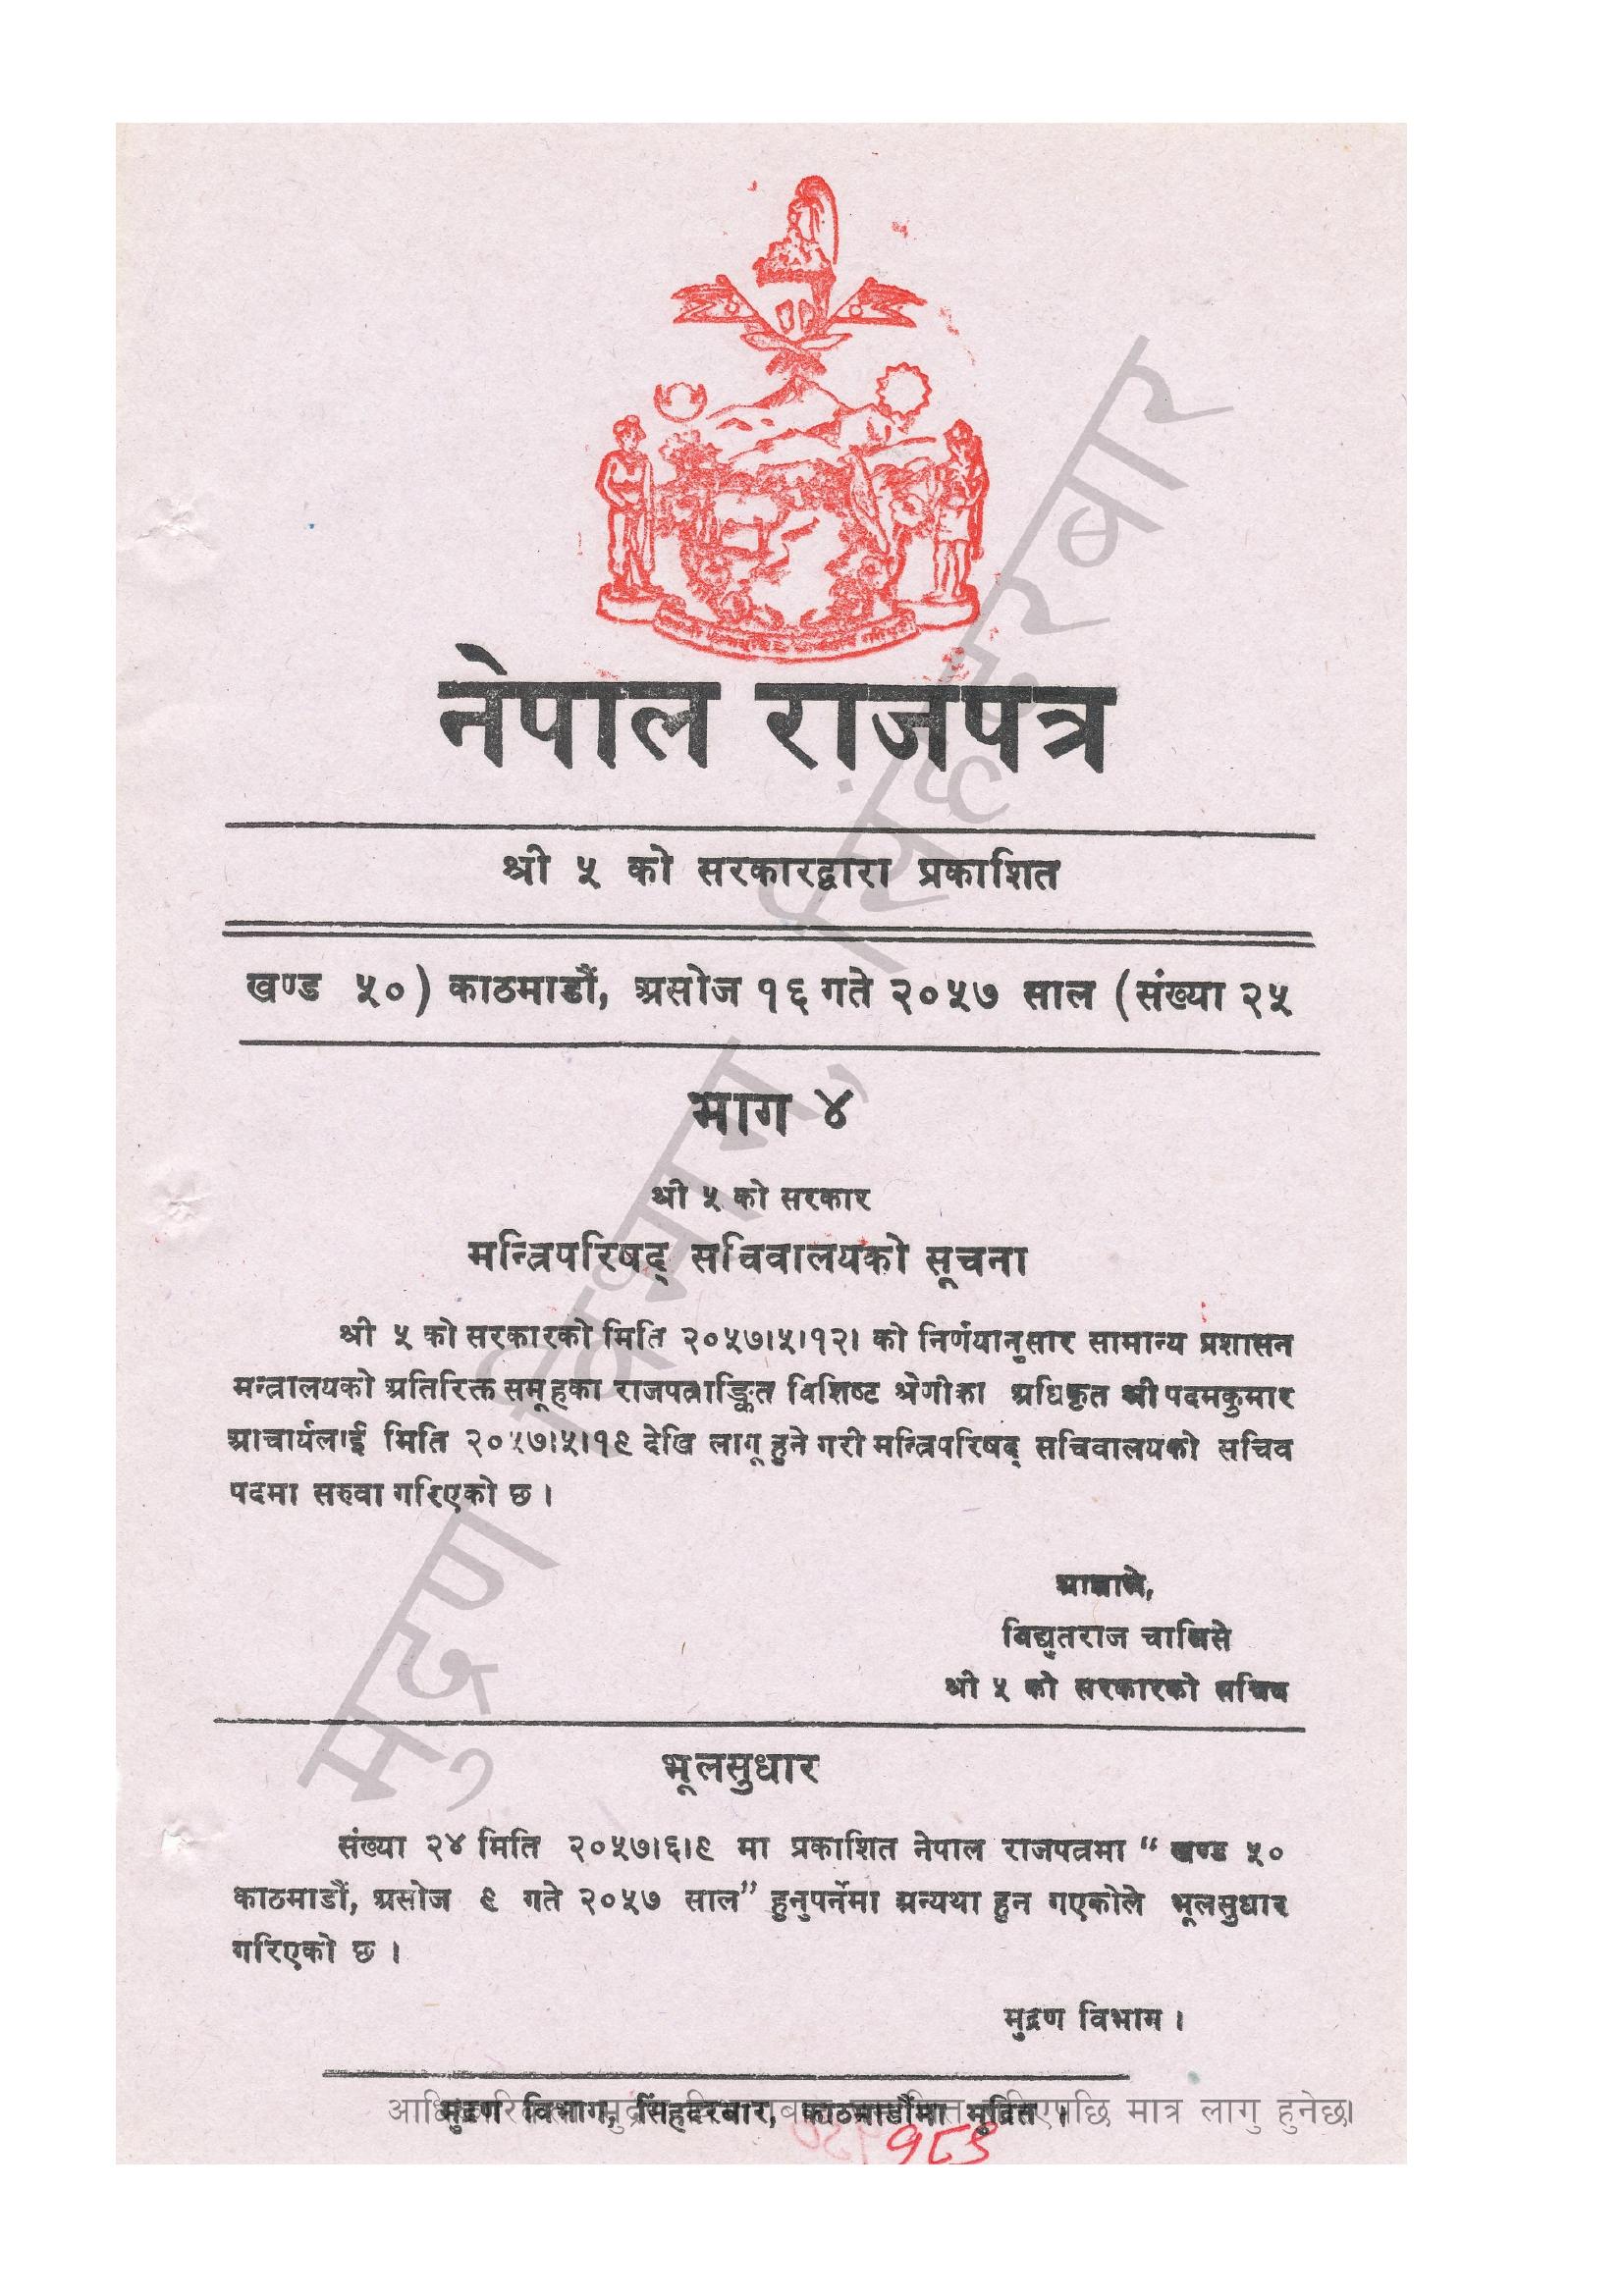 नेपाल राजपत्र
श्री ५ को सरकारद्वारा प्रकाशित
खण्ड ५०) काठमाडौं, असोज १६ गते २०५७ साल (संख्या २५
भाग ४
श्री ५ को सरकार
मन्त्रिपरिषद् सचिवालयको सूचना
श्री ५ को सरकारको मिति २०५७।५।१२। को निर्णयानुसार सामान्य प्रशासन
मन्त्रालयको अतिरिक्त समूहका राजपत्राङ्कित विशिष्ट श्रेणीका अधिकृत श्री पदमकुमार
आचार्यलाई मिति २०५७।५।१९ देखि लागू हुने गरी मन्त्रिपरिषद् सचिवालयको सचिव
पदमा सरुवा गरिएको छ ।
आज्ञाले,
विद्युतराज चालिसे
श्री ५ को सरकारको सचिव
भूलसुधार
संख्या २४ मिति २०५७।६।९ मा प्रकाशित नेपाल राजपत्रमा “ खण्ड ५०
काठमाडौं, असोज ९ गते २०५७ साल” हुनुपर्नेमा अन्यथा हुन गएकोले भूलसुधार
गरिएको छ ।
मुद्रण विभाग ।
मुद्रण विभाग, सिंहदरबार, काठमाडौंमा मुद्रित ।
मात्र लागु हुनेछ।
१८९
मुद्रण विभाग, सिंहदरबार